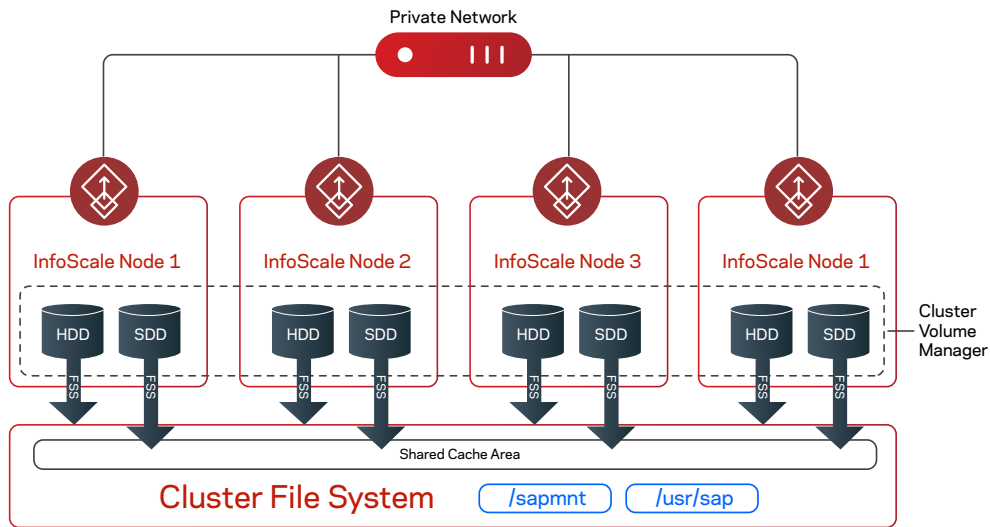 Private Network
InfoScale Node 1
InfoScale Node 2
InfoScale Node 3
InfoScale Node 1
HDD
SDD
HDD
SDD
HDD
SDD
HDD
SDD
Cluster
Volume
Manager
FSS
FSS
FSS
FSS
FSS
FSS
FSS
FSS
Shared Cache Area
Cluster File System
/sapmnt
/usr/sap